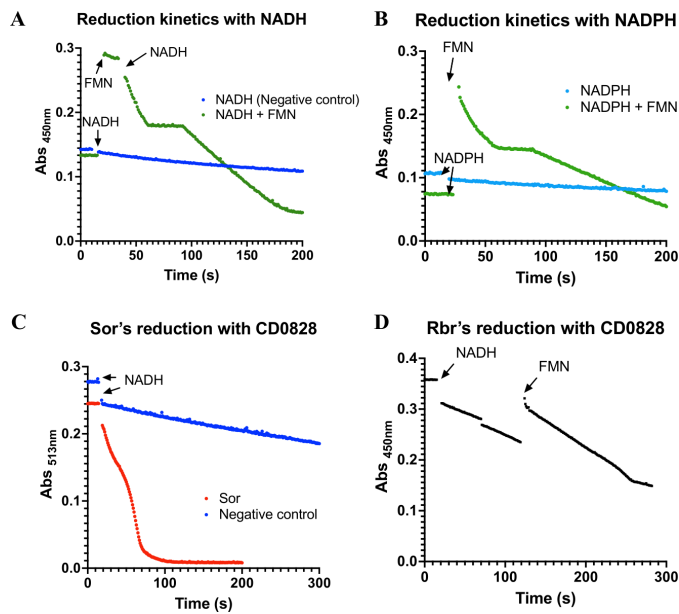 A
Reduction kinetics with NADH
0.3
0.2
0.1
0.0
0
50
100
150
200
Abs 450nm
Time (s)
FMN
NADH
NADH
NADH (Negative control)
NADH + FMN
B
Reduction kinetics with NADPH
0.3
0.2
0.1
0.0
0
50
100
150
200
Abs 450nm
Time (s)
FMN
NADPH
NADPH
NADPH + FMN
C
Sor's reduction with CD0828
0.3
0.2
0.1
0.0
0
100
200
300
Abs 513nm
Time (s)
NADH
Sor
Negative control
D
Rbr's reduction with CD0828
0.4
0.3
0.2
0.1
0.0
0
100
200
300
Abs 450nm
Time (s)
NADH
FMN